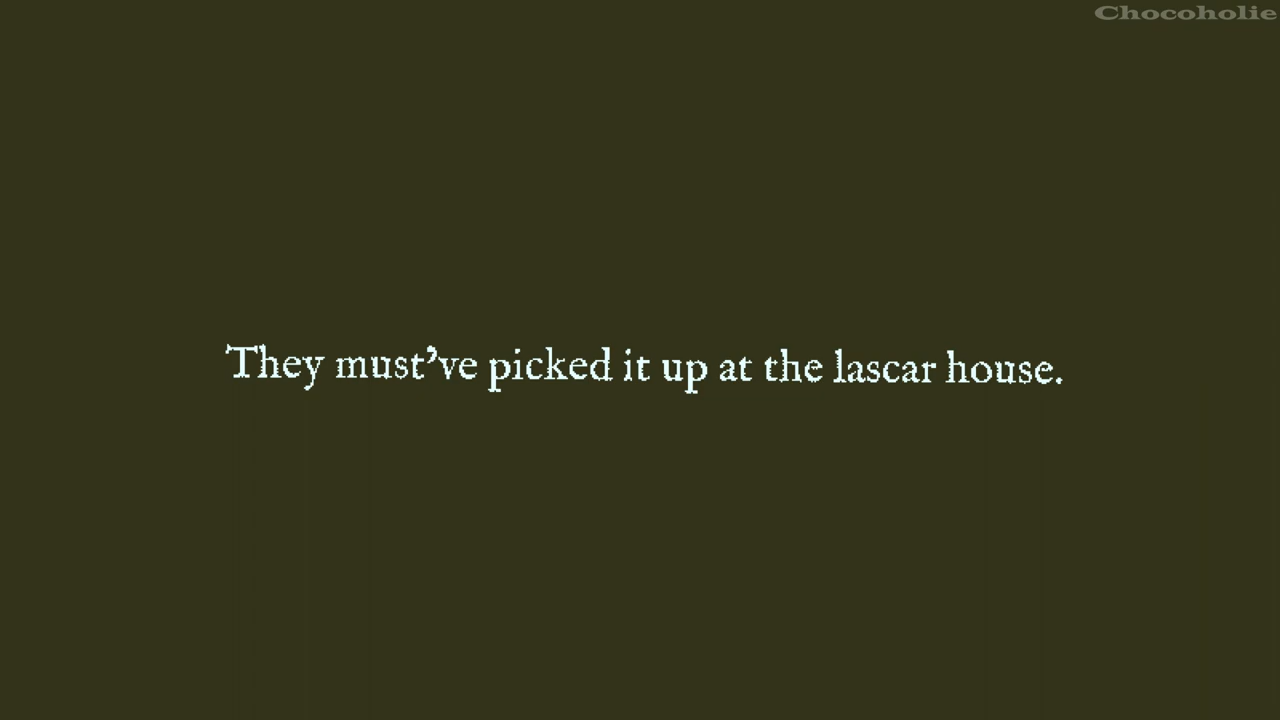 Chocoholie
They must’ve picked it up at the lascar house.